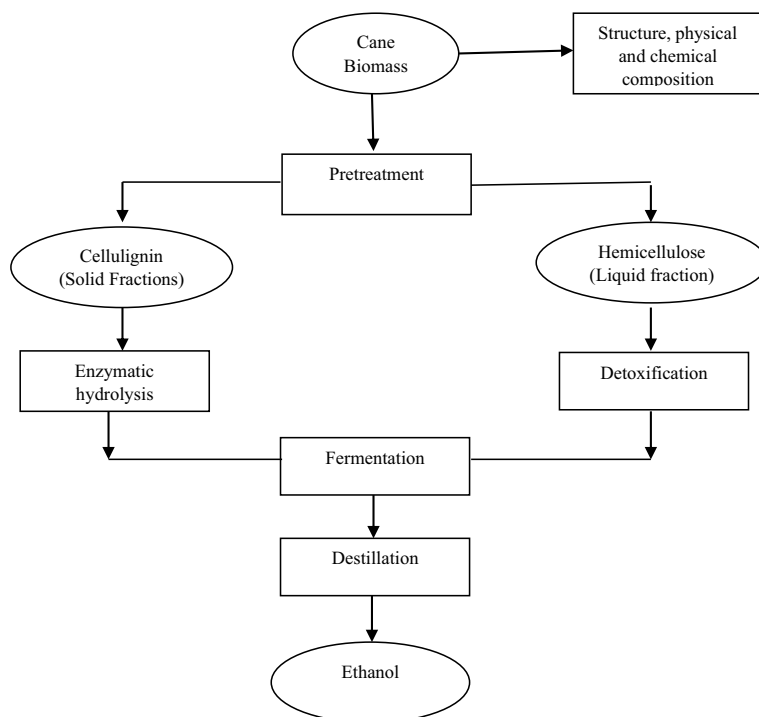 Cane
Biomass
Structure, physical
and chemical
composition
Pretreatment
Cellulignin
(Solid Fractions)
Hemicellulose
(Liquid fraction)
Enzymatic
hydrolysis
Detoxification
Fermentation
Destillation
Ethanol